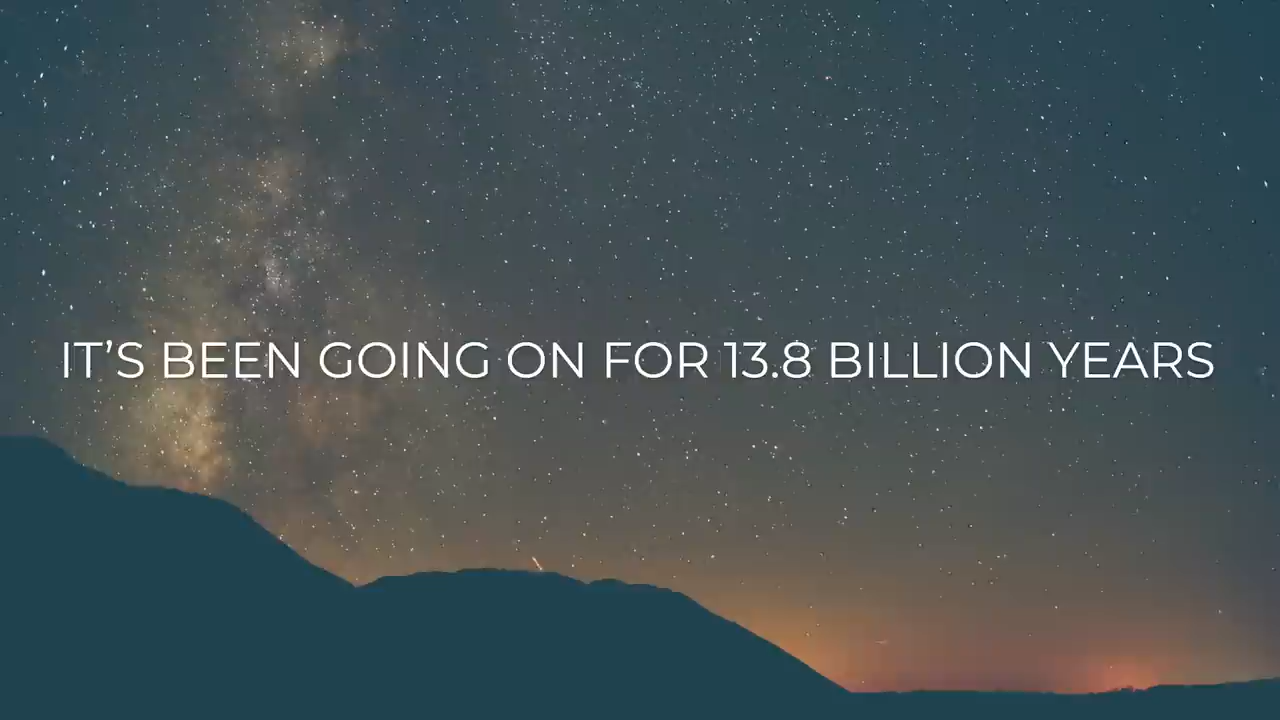 IT’S BEEN GOING ON FOR 13.8 BILLION YEARS